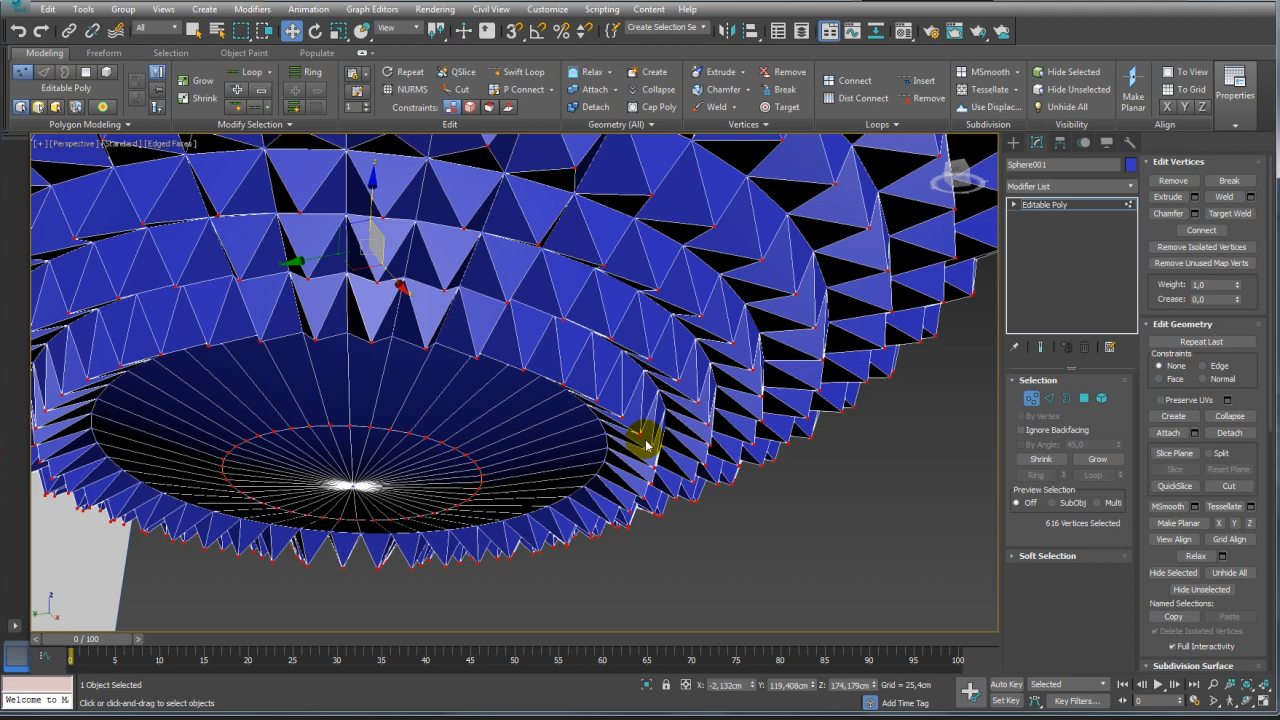 Edit Tools Group Views Create Modifiers Animation Graph Editors Rendering Civil View Customize Scripting Content Help
All View Create Selection Se
Modeling Freeform Selection Object Paint Populate
Grow Loop Ring Repeat QSlice Swift Loop Relax Create Extrude Remove Connect Insert MSmooth Hide Selected To View
Editable Poly Shrink NURMS Cut P Connect Attach Collapse Chamfer Break Dist Connect Remove Tessellate Hide Unselected To Grid Make Planar Properties
1 Constraints: Detach Cap Poly Weld Target Use Displac... Unhide All X Y Z
Polygon Modeling Modify Selection Edit Geometry (All) Vertices Loops Subdivision Visibility Align
[+] [Perspective] [Standard] [Edged Faces]
Sphere001
Modifier List
Editable Poly
Selection
By Vertex
Ignore Backfacing
By Angle: 45,0
Shrink Grow
Ring Loop
Preview Selection
Off SubObj Multi
616 Vertices Selected
Soft Selection
Edit Vertices
Remove Break
Extrude Weld
Chamfer Target Weld
Connect
Remove Isolated Vertices
Remove Unused Map Verts
Weight: 1,0
Crease: 0,0
Edit Geometry
Repeat Last
Constraints
None Edge
Face Normal
Preserve UVs
Create Collapse
Attach Detach
Slice Plane Split
Slice Reset Plane
QuickSlice Cut
MSmooth Tessellate
Make Planar X Y Z
View Align Grid Align
Relax
Hide Selected Unhide All
Hide Unselected
Named Selections:
Copy Paste
Delete Isolated Vertices
Full Interactivity
Subdivision Surface
z
x
0 / 100
0 5 10 15 20 25 30 35 40 45 50 55 60 65 70 75 80 85 90 95 100
1 Object Selected X: -2,132cm Y: 119,408cm Z: 174,179cm Grid = 25,4cm Auto Key Selected
Welcome to M Click or click-and-drag to select objects Add Time Tag Set Key Key Filters... 0